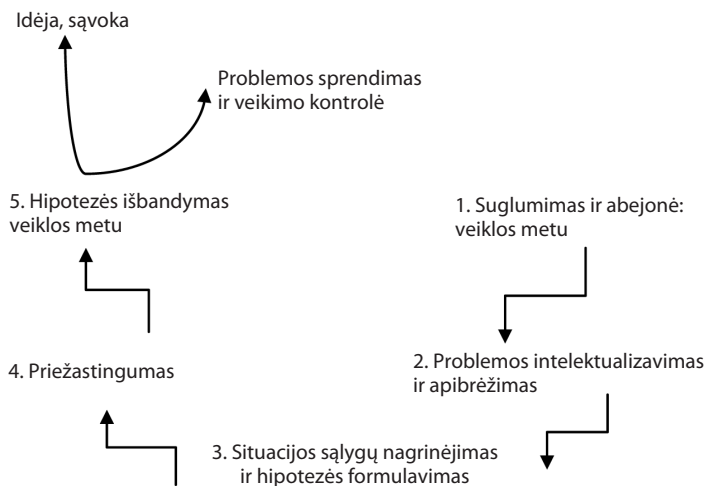 Idėja, sąvoka
Problemos sprendimas
ir veikimo kontrolė
5. Hipotezės išbandymas
veiklos metu
1. Suglumimas ir abejonė:
veiklos metu
4. Priežastingumas
2. Problemos intelektualizavimas
ir apibrėžimas
3. Situacijos sąlygų nagrinėjimas
ir hipotezės formulavimas